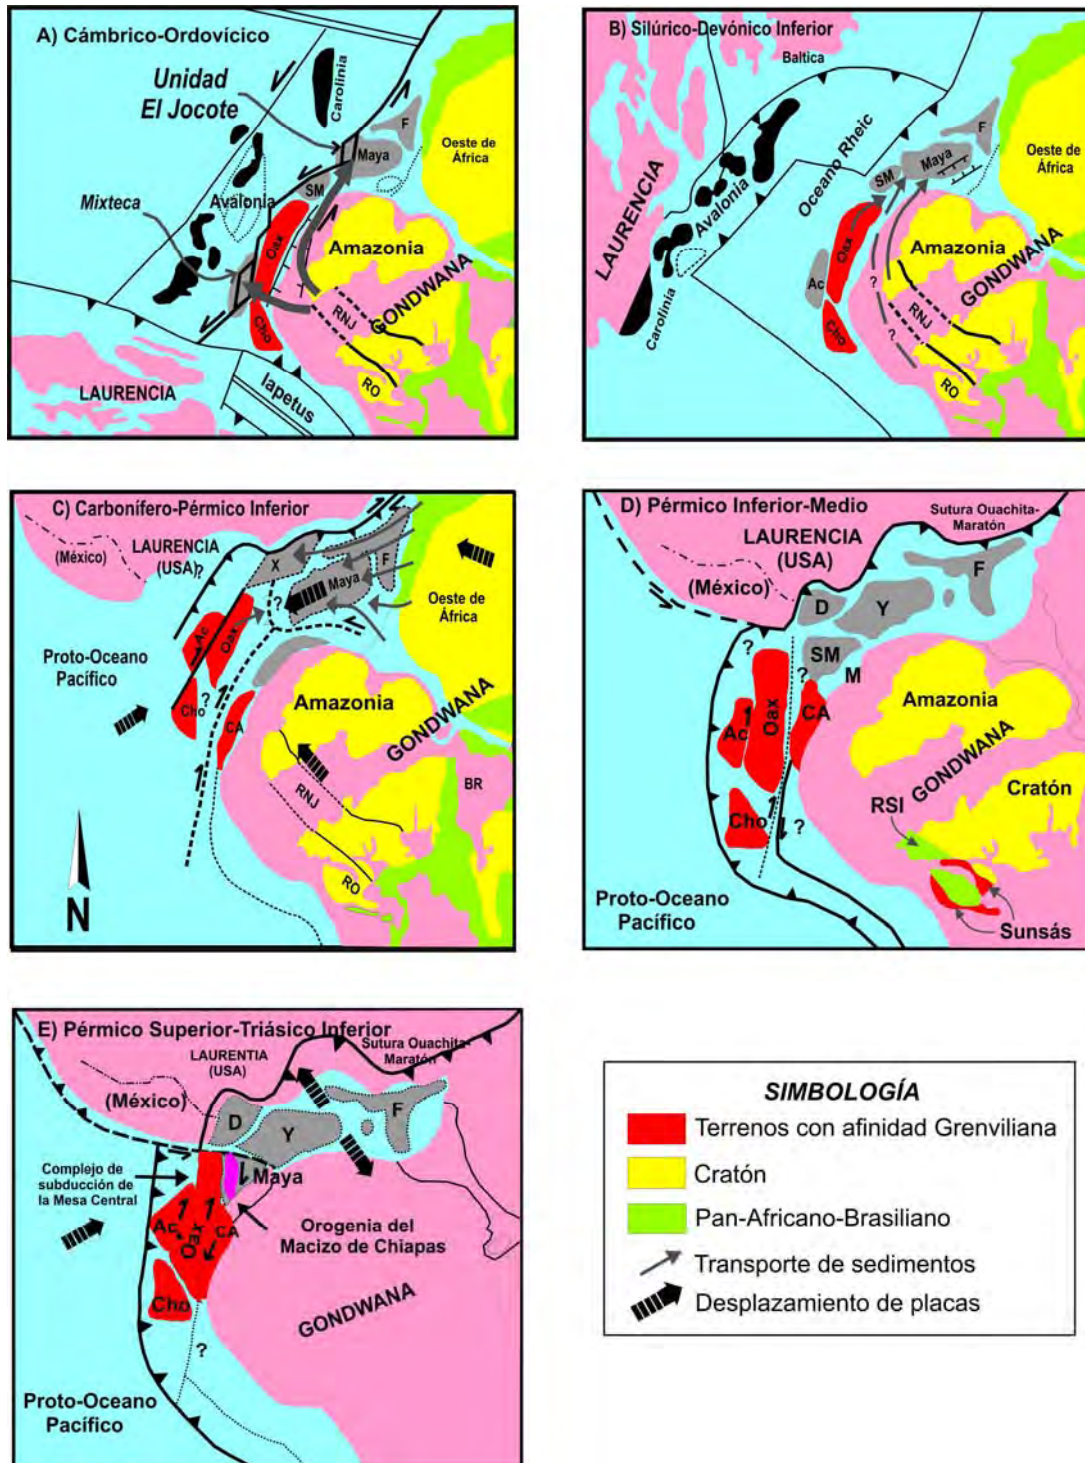 A) Cámbrico-Ordovícico
Unidad
El Jocote
Carolinia
F
Oeste de
África
Maya
SM
Mixteca
Avalonia
Oax
Amazonia
GONDWANA
RNJ
Cho
RO
Iapetus
LAURENCIA
B) Silúrico-Devónico Inferior
Baltica
LAURENCIA
Avalonia
Oceano Rheic
Carolinia
F
Oeste de
África
SM
Maya
Oax
Ac
Cho
Amazonia
GONDWANA
?
RNJ
?
RO
C) Carbonífero-Pérmico Inferior
(México)
LAURENCIA
(USA)
?
X
F
Maya
?
Oeste de
África
Ac
Oax
Proto-Oceano
Pacífico
Cho
?
CA
Amazonia
GONDWANA
BR
RNJ
RO
N
D) Pérmico Inferior-Medio
Sutura Ouachita-
Maratón
LAURENCIA
(USA)
(México)
F
D
Y
SM
M
?
?
Ac
Oax
CA
Cho
?
Amazonia
GONDWANA
Cratón
RSI
Proto-Oceano
Pacífico
Sunsás
E) Pérmico Superior-Triásico Inferior
LAURENTIA
(USA)
Sutura Ouachita-
Maratón
(México)
D
Y
F
Complejo de
subducción de
la Mesa Central
Maya
Ac
Oax
CA
Orogenia del
Macizo de Chiapas
Cho
GONDWANA
?
Proto-Oceano
Pacífico
SIMBOLOGÍA
Terrenos con afinidad Grenviliana
Cratón
Pan-Africano-Brasiliano
Transporte de sedimentos
Desplazamiento de placas